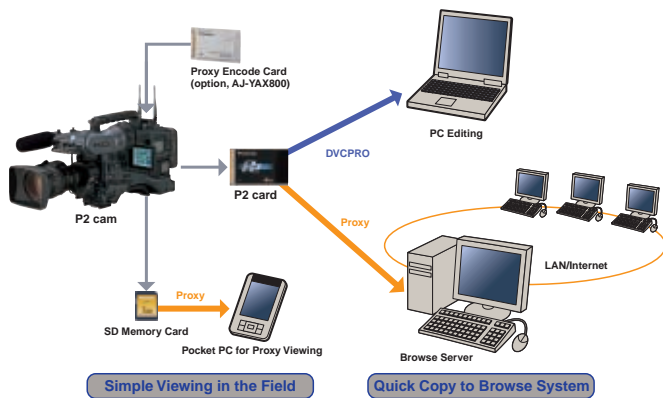 Proxy Encode Card
(option, AJ-YAX800)
PC Editing
DVCPRO
P2 card
P2 cam
Proxy
LAN/Internet
Proxy
SD Memory Card
Pocket PC for Proxy Viewing
Browse Server
Simple Viewing in the Field
Quick Copy to Browse System